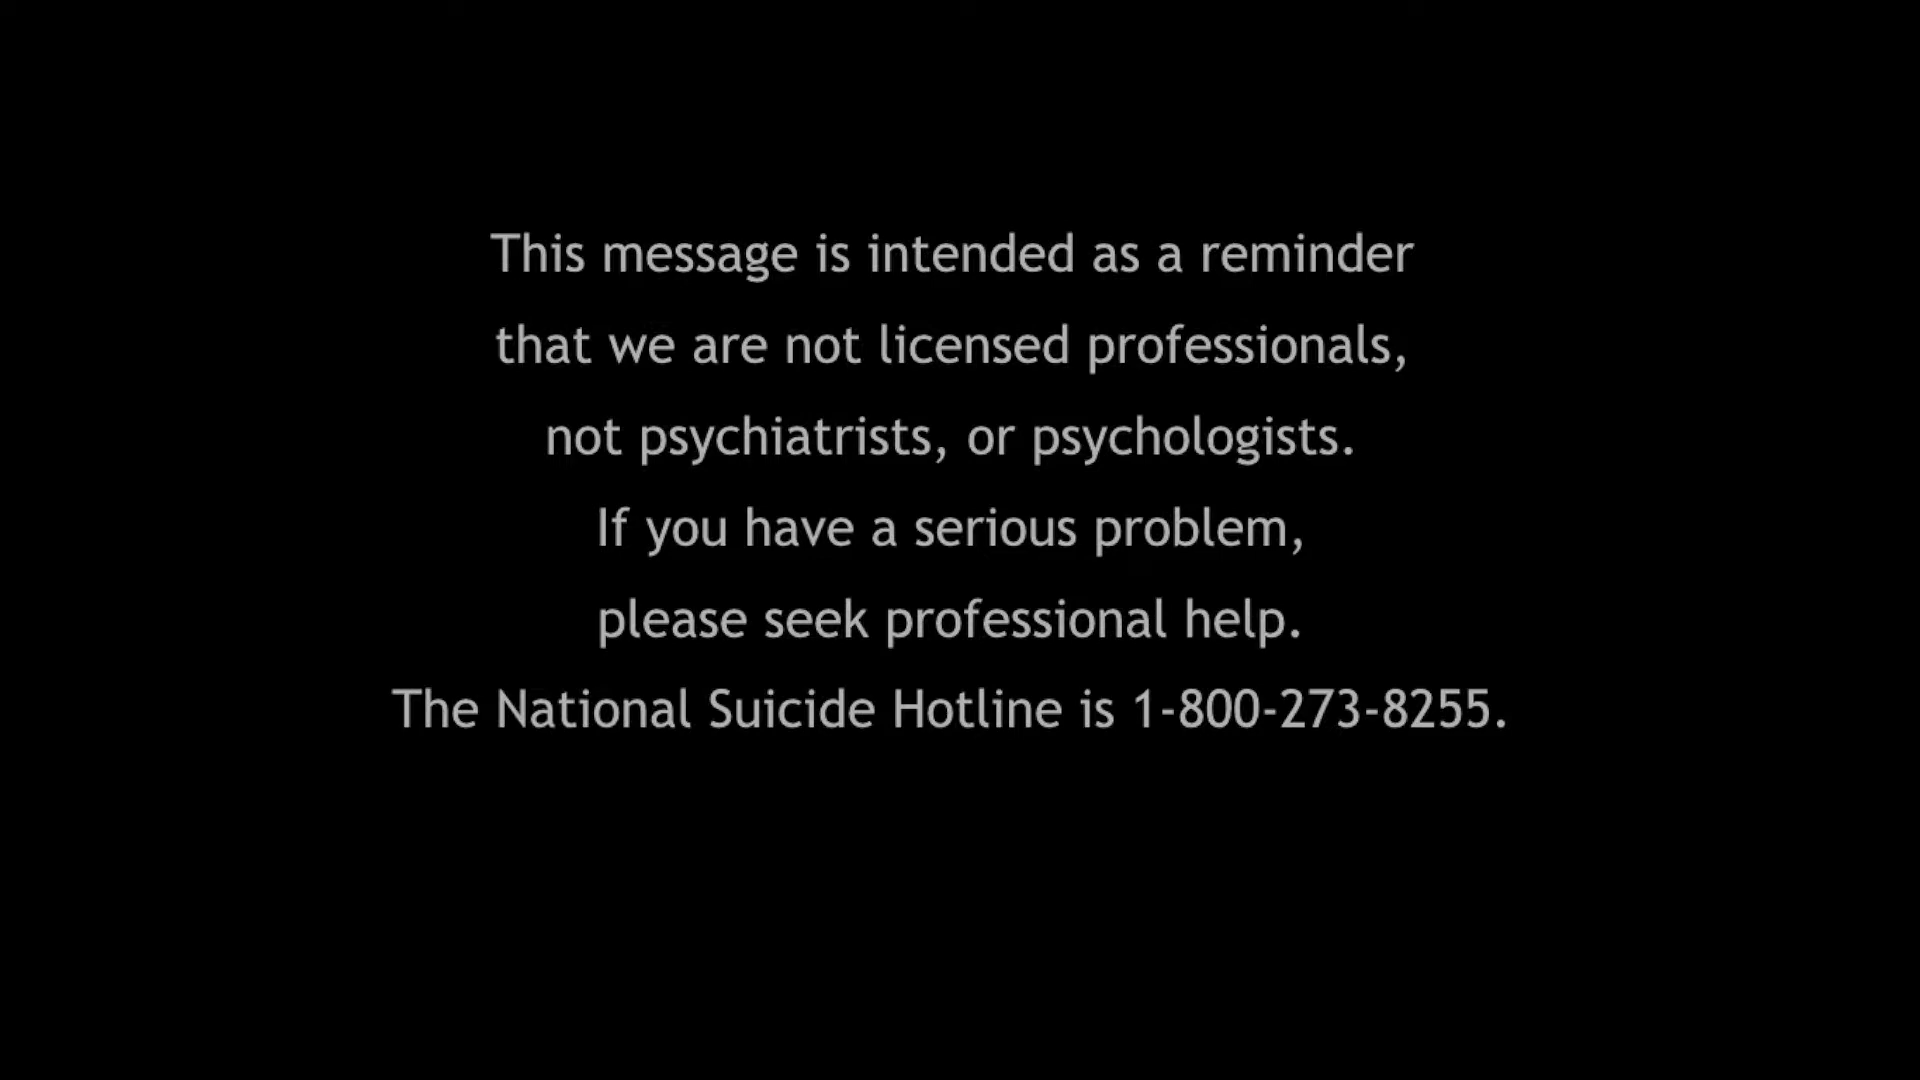 This message is intended as a reminder
that we are not licensed professionals,
not psychiatrists, or psychologists.
If you have a serious problem,
please seek professional help.
The National Suicide Hotline is 1-800-273-8255.